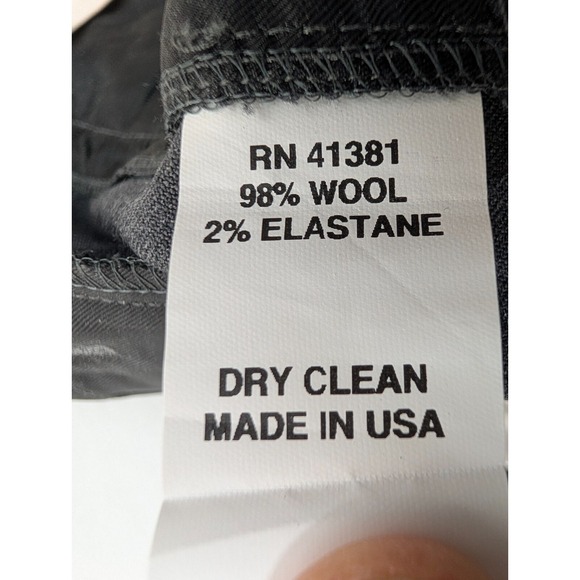 RN 41381
98% WOOL
2% ELASTANE
DRY CLEAN
MADE IN USA